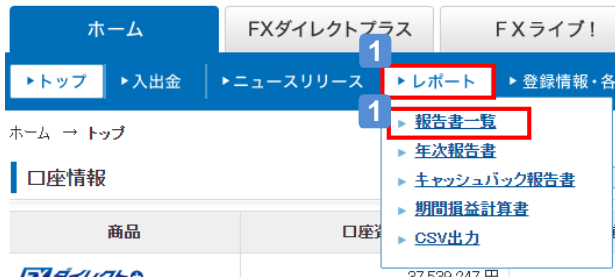 ホーム
FXダイレクトプラス
FXライブ!
1
▶トップ
▶入出金
▶ニュースリリース
▶レポート
▶登録情報・各
1
ホーム → トップ
▶報告書一覧
▶年次報告書
口座情報
▶キャッシュバック報告書
▶期間損益計算書
商品
口座
▶CSV出力
37,539,247 円